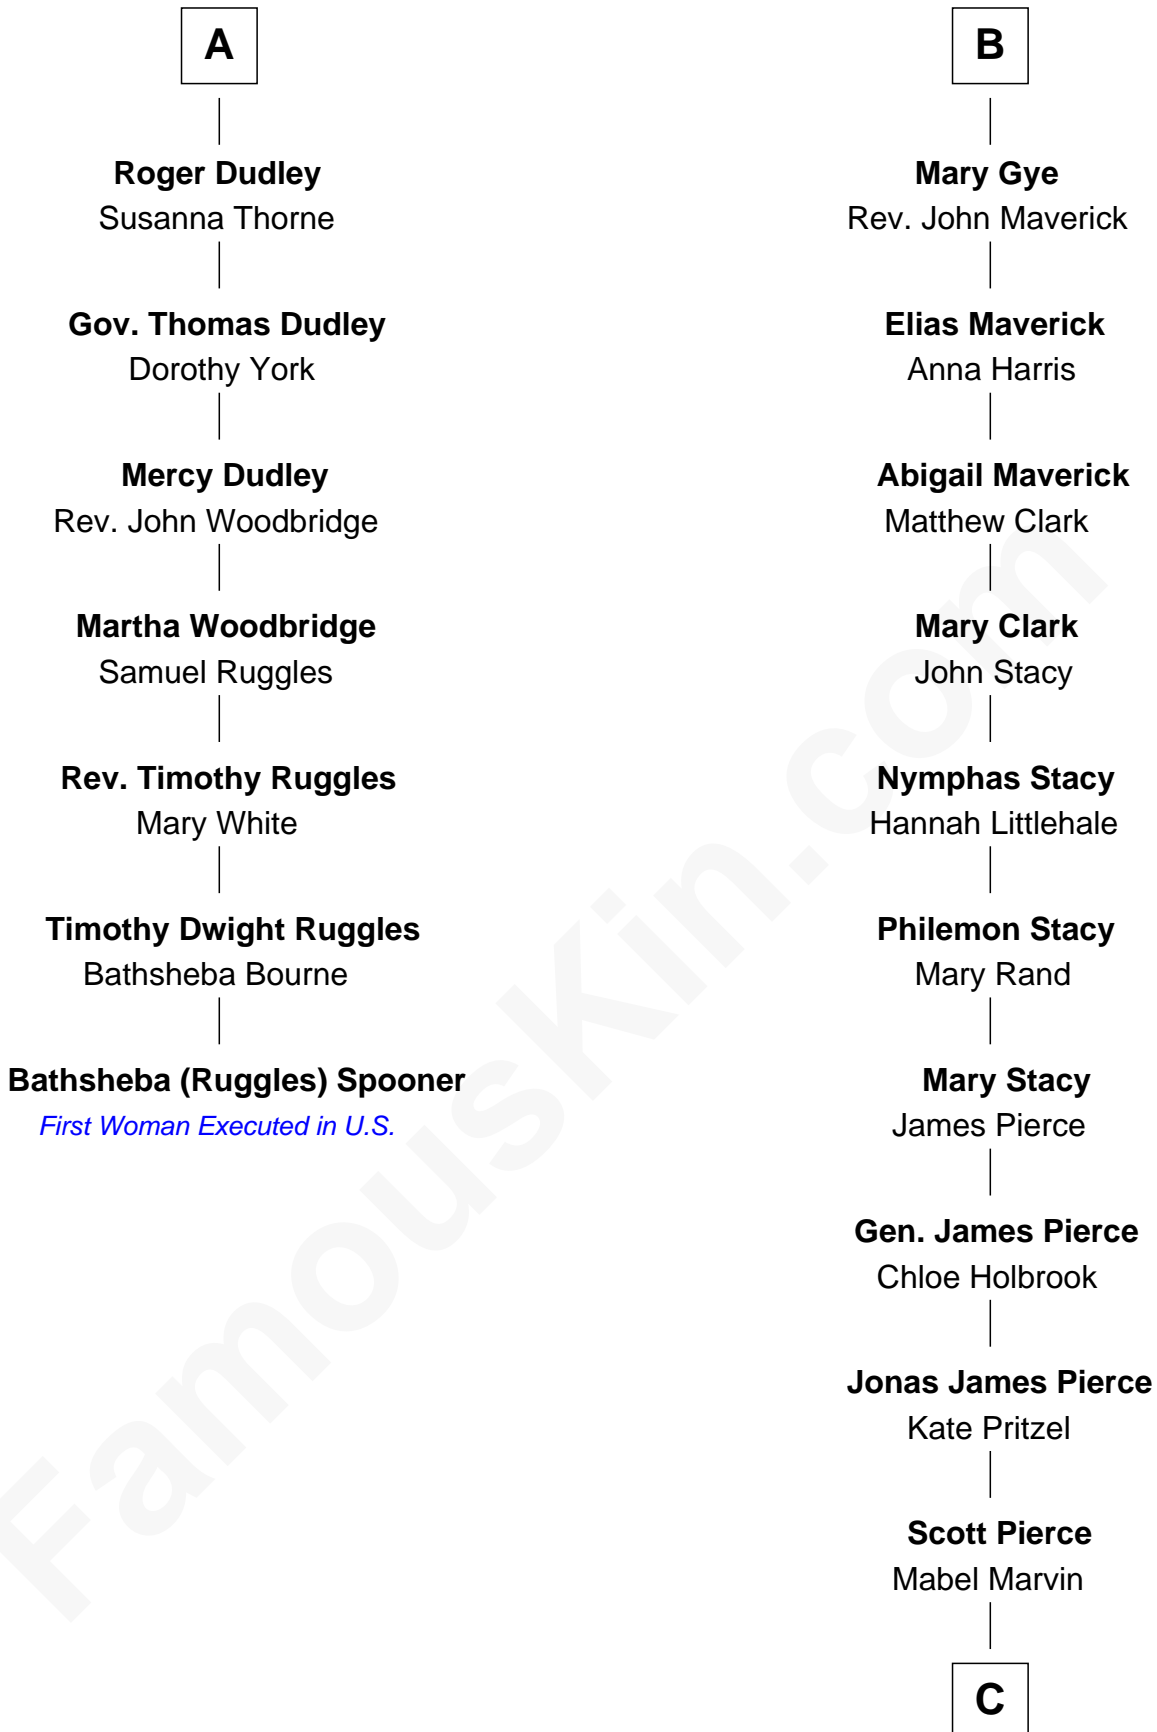 A
Roger Dudley
Susanna Thorne
Gov. Thomas Dudley
Dorothy York
Mercy Dudley
Rev. John Woodbridge
Martha Woodbridge
Samuel Ruggles
Rev. Timothy Ruggles
Mary White
Timothy Dwight Ruggles
Bathsheba Bourne
Bathsheba (Ruggles) Spooner
First Woman Executed in U.S.
B
Mary Gye
Rev. John Maverick
Elias Maverick
Anna Harris
Abigail Maverick
Matthew Clark
Mary Clark
John Stacy
Nymphas Stacy
Hannah Littlehale
Philemon Stacy
Mary Rand
Mary Stacy
James Pierce
Gen. James Pierce
Chloe Holbrook
Jonas James Pierce
Kate Pritzel
Scott Pierce
Mabel Marvin
C
FamousKin.com